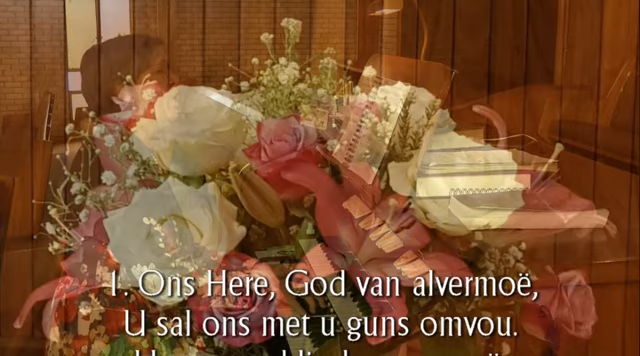 1. Ons Here, God van alvermoë,
U sal ons met u guns omvou.